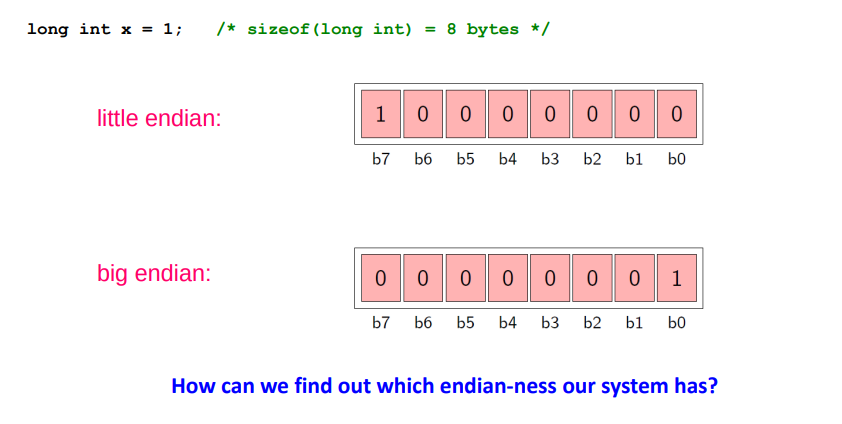 long int x = 1;   /* sizeof(long int) = 8 bytes */
little endian:
1 0 0 0 0 0 0 0
b7 b6 b5 b4 b3 b2 b1 b0
big endian:
0 0 0 0 0 0 0 1
b7 b6 b5 b4 b3 b2 b1 b0
How can we find out which endian-ness our system has?